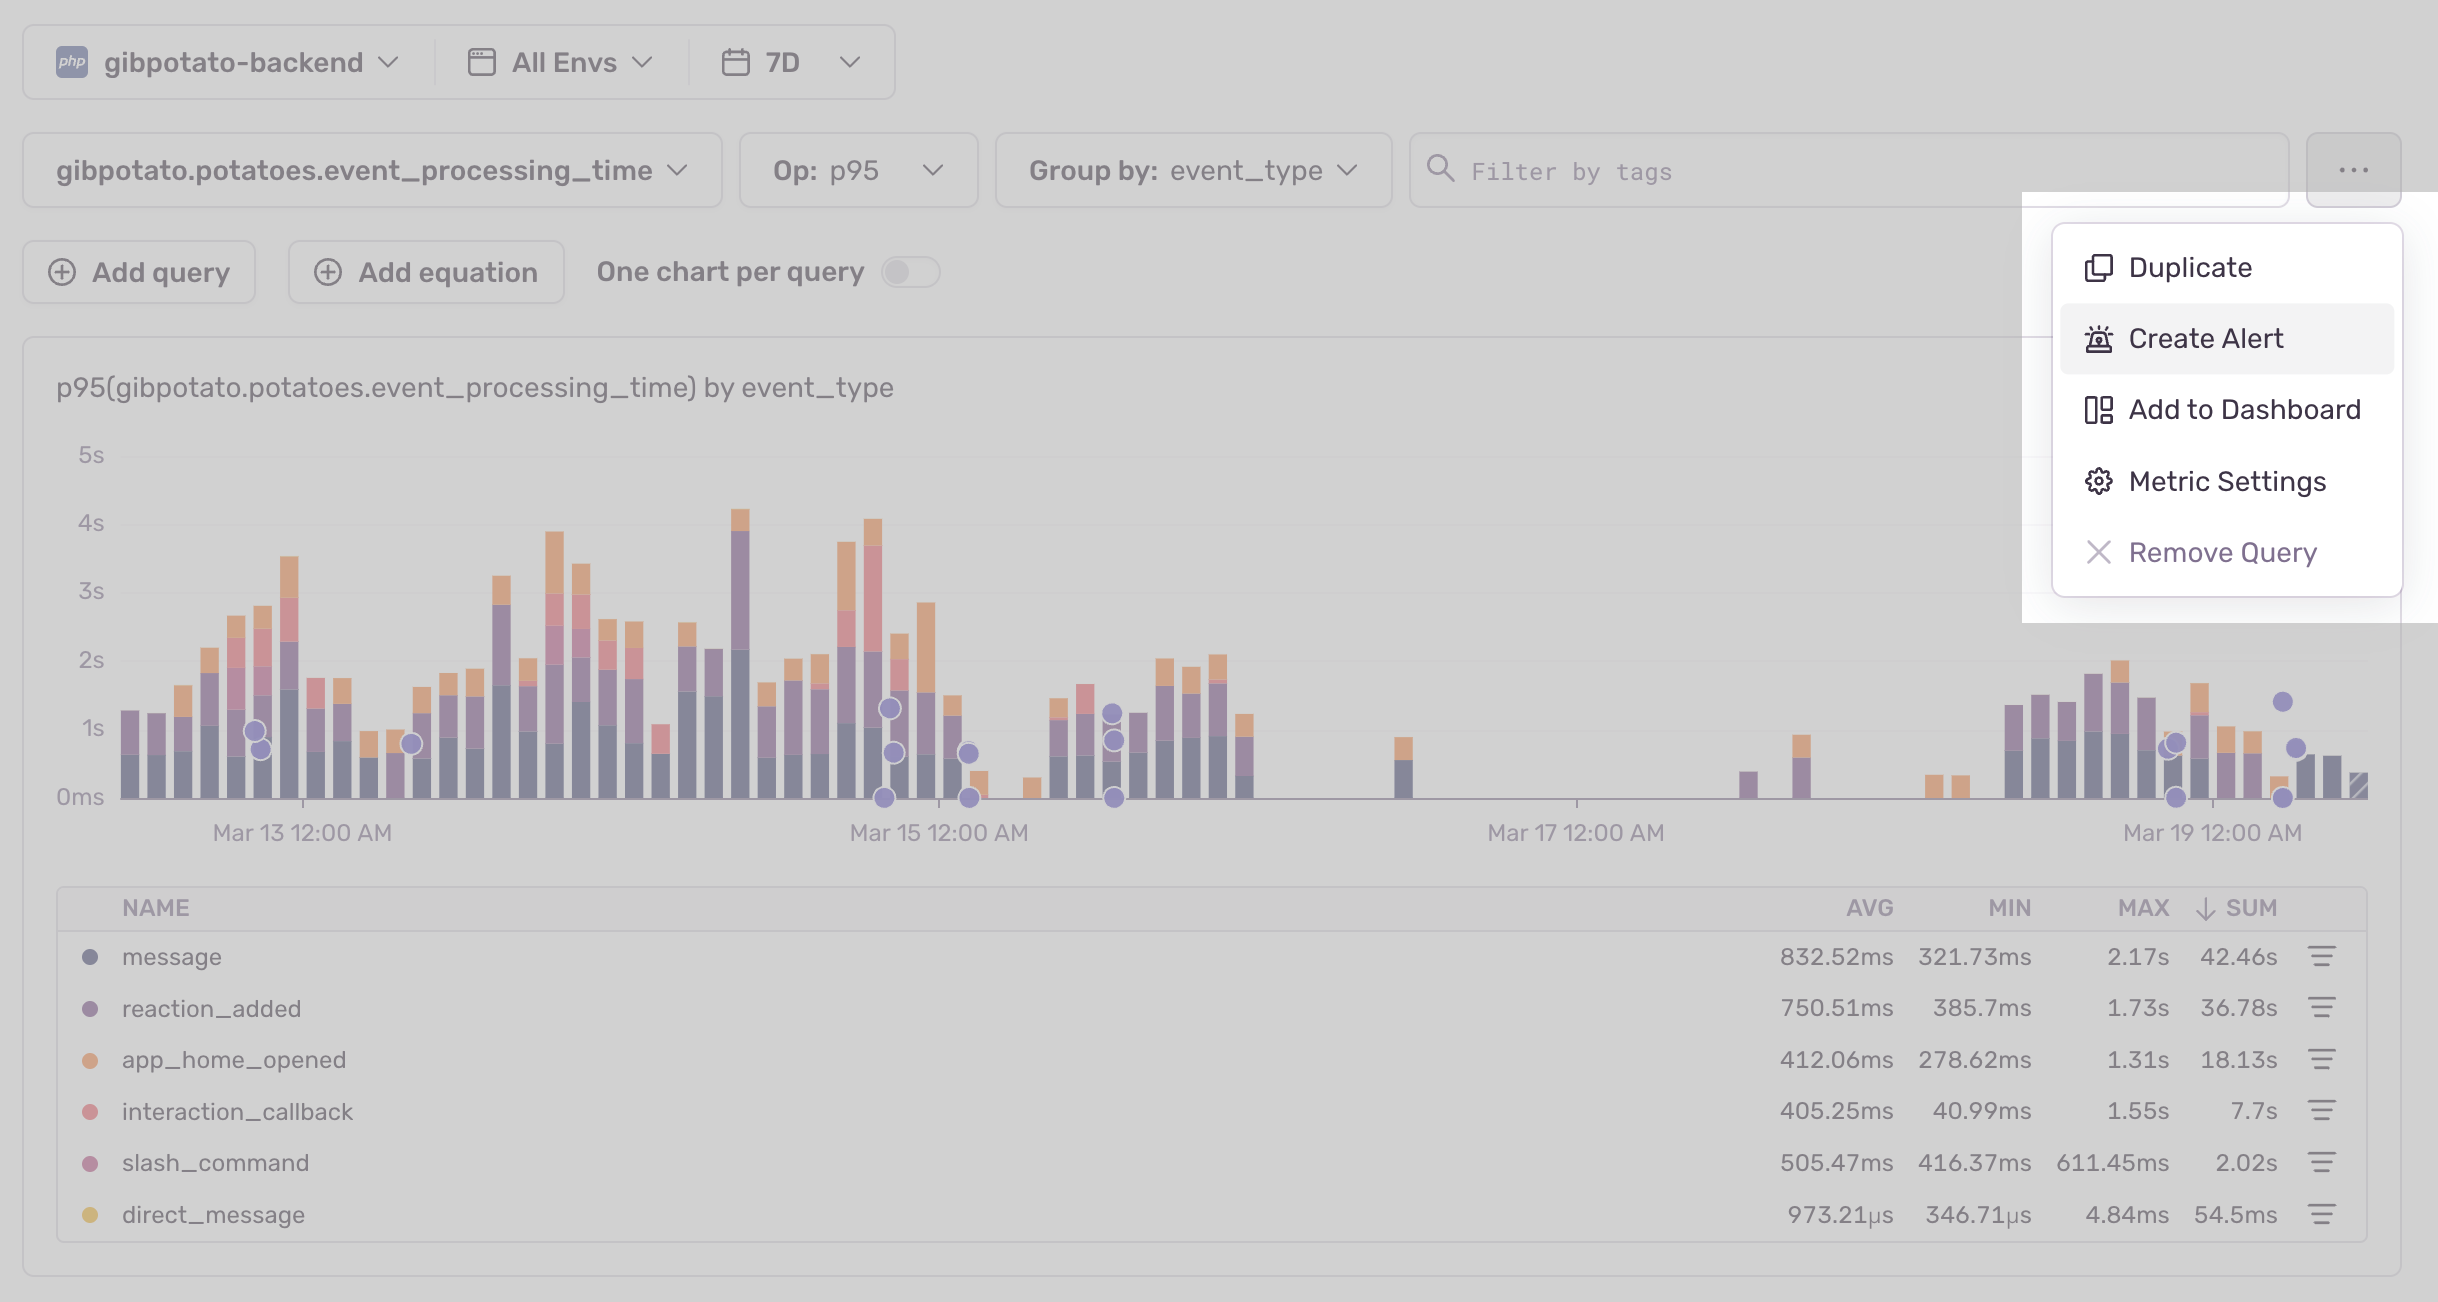 php gibpotato-backend All Envs 7D
gibpotato.potatoes.event_processing_time Op: p95 Group by: event_type Filter by tags ...
Add query Add equation One chart per query
Duplicate
Create Alert
Add to Dashboard
Metric Settings
Remove Query
p95(gibpotato.potatoes.event_processing_time) by event_type
5s
4s
3s
2s
1s
0ms
Mar 13 12:00 AM Mar 15 12:00 AM Mar 17 12:00 AM Mar 19 12:00 AM
NAME AVG MIN MAX SUM
message 832.52ms 321.73ms 2.17s 42.46s
reaction_added 750.51ms 385.7ms 1.73s 36.78s
app_home_opened 412.06ms 278.62ms 1.31s 18.13s
interaction_callback 405.25ms 40.99ms 1.55s 7.7s
slash_command 505.47ms 416.37ms 611.45ms 2.02s
direct_message 973.21µs 346.71µs 4.84ms 54.5ms